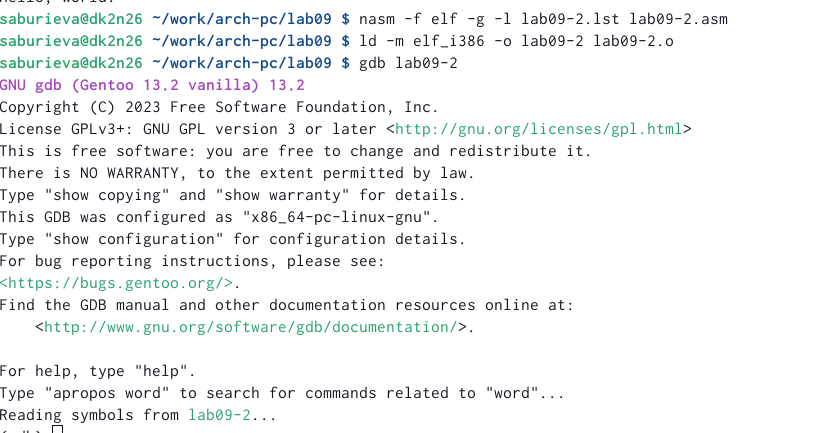 hello, world!
saburieva@dk2n26 ~/work/arch-pc/lab09 $ nasm -f elf -g -l lab09-2.lst lab09-2.asm
saburieva@dk2n26 ~/work/arch-pc/lab09 $ ld -m elf_i386 -o lab09-2 lab09-2.o
saburieva@dk2n26 ~/work/arch-pc/lab09 $ gdb lab09-2
GNU gdb (Gentoo 13.2 vanilla) 13.2
Copyright (C) 2023 Free Software Foundation, Inc.
License GPLv3+: GNU GPL version 3 or later <http://gnu.org/licenses/gpl.html>
This is free software: you are free to change and redistribute it.
There is NO WARRANTY, to the extent permitted by law.
Type "show copying" and "show warranty" for details.
This GDB was configured as "x86_64-pc-linux-gnu".
Type "show configuration" for configuration details.
For bug reporting instructions, please see:
<https://bugs.gentoo.org/>.
Find the GDB manual and other documentation resources online at:
    <http://www.gnu.org/software/gdb/documentation/>.

For help, type "help".
Type "apropos word" to search for commands related to "word"...
Reading symbols from lab09-2...
(gdb)